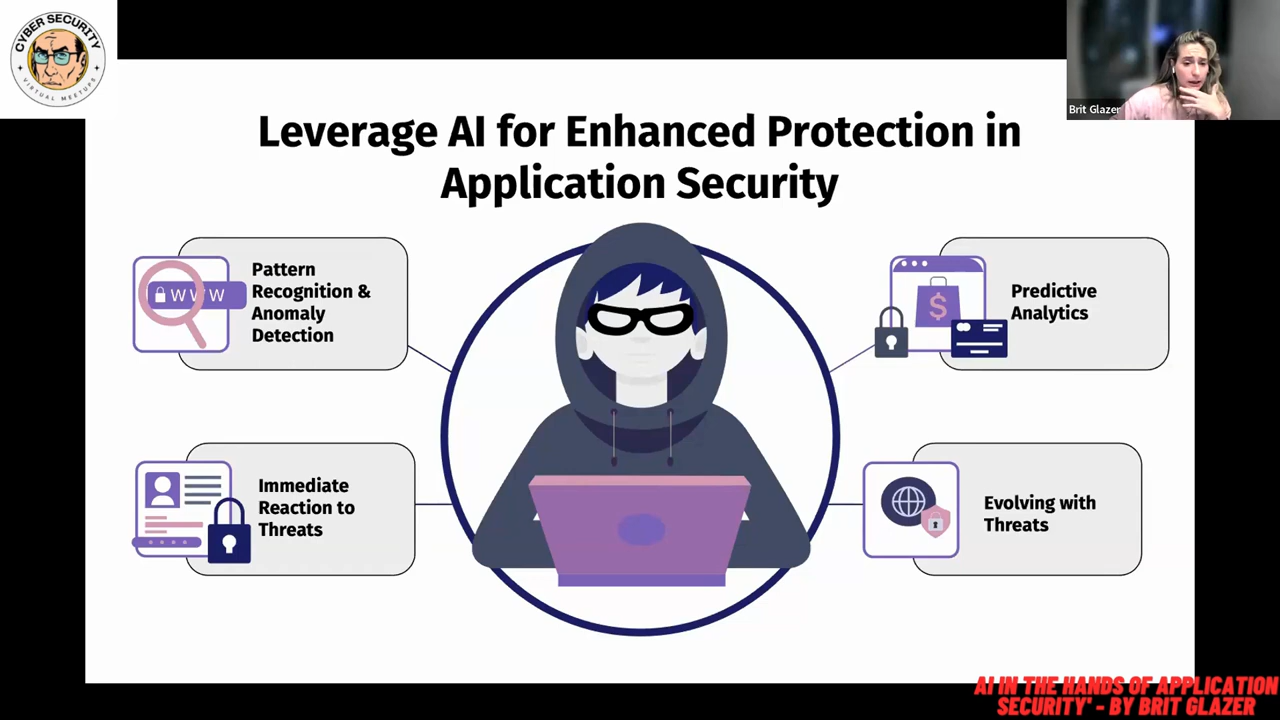 CYBER SECURITY
VIRTUAL MEETUPS
Brit Glazer
Leverage AI for Enhanced Protection in
Application Security
Pattern
Recognition &
Anomaly
Detection
WWW
Predictive
Analytics
$
Immediate
Reaction to
Threats
Evolving with
Threats
AI IN THE HANDS OF APPLICATION
SECURITY' - BY BRIT GLAZER